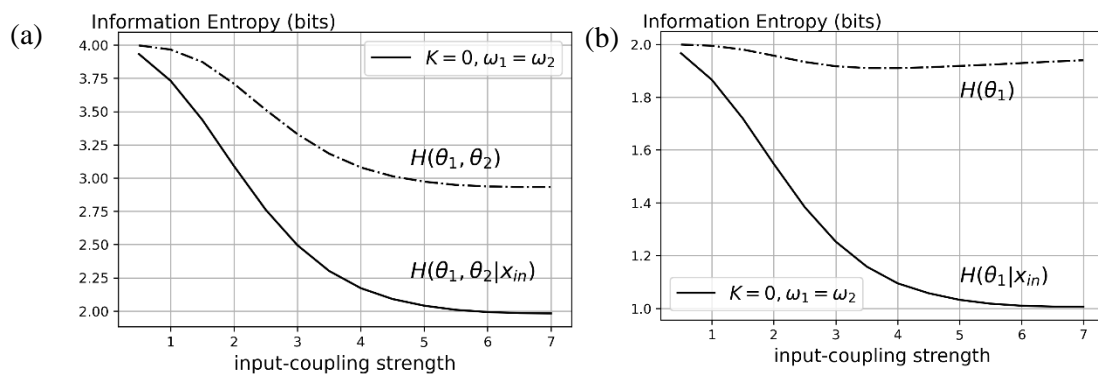 (a)
Information Entropy (bits)
4.00
3.75
3.50
3.25
3.00
2.75
2.50
2.25
2.00
K = 0, ω₁ = ω₂
H(θ₁, θ₂)
H(θ₁, θ₂|x_in)
1 2 3 4 5 6 7
input-coupling strength
(b)
Information Entropy (bits)
2.0
1.8
1.6
1.4
1.2
1.0
H(θ₁)
H(θ₁|x_in)
K = 0, ω₁ = ω₂
1 2 3 4 5 6 7
input-coupling strength